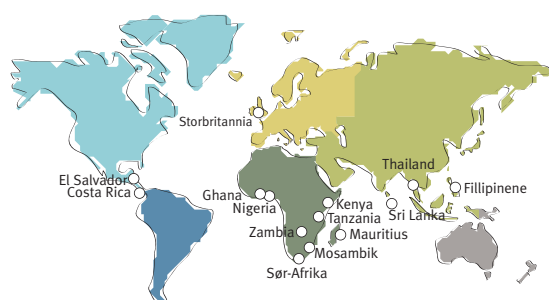 Storbritannia
Thailand
El Salvador
Fillipinene
Costa Rica
Ghana
Kenya
Nigeria
Sri Lanka
Tanzania
Zambia
Mauritius
Mosambik
Sør-Afrika